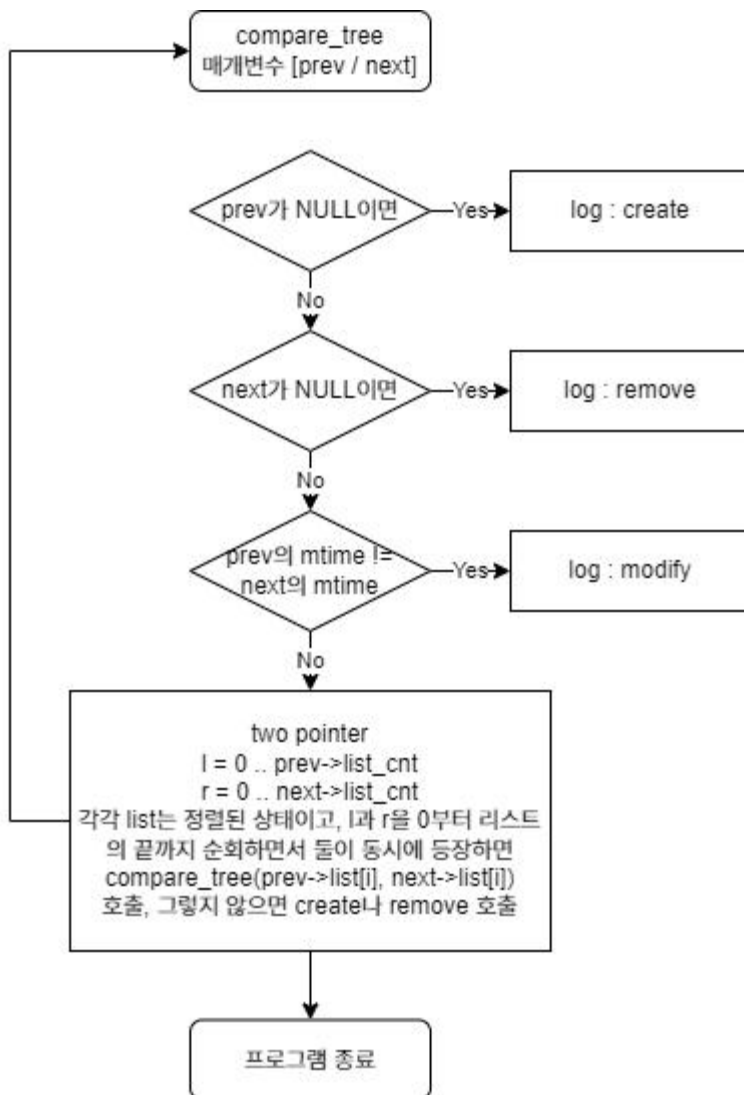 compare_tree
매개변수 [prev / next]
prev가 NULL이면
Yes
log : create
No
next가 NULL이면
Yes
log : remove
No
prev의 mtime !=
next의 mtime
Yes
log : modify
No
two pointer
l = 0 .. prev->list_cnt
r = 0 .. next->list_cnt
각각 list는 정렬된 상태이고, l과 r을 0부터 리스트
의 끝까지 순회하면서 둘이 동시에 등장하면
compare_tree(prev->list[i], next->list[i])
호출, 그렇지 않으면 create나 remove 호출
프로그램 종료